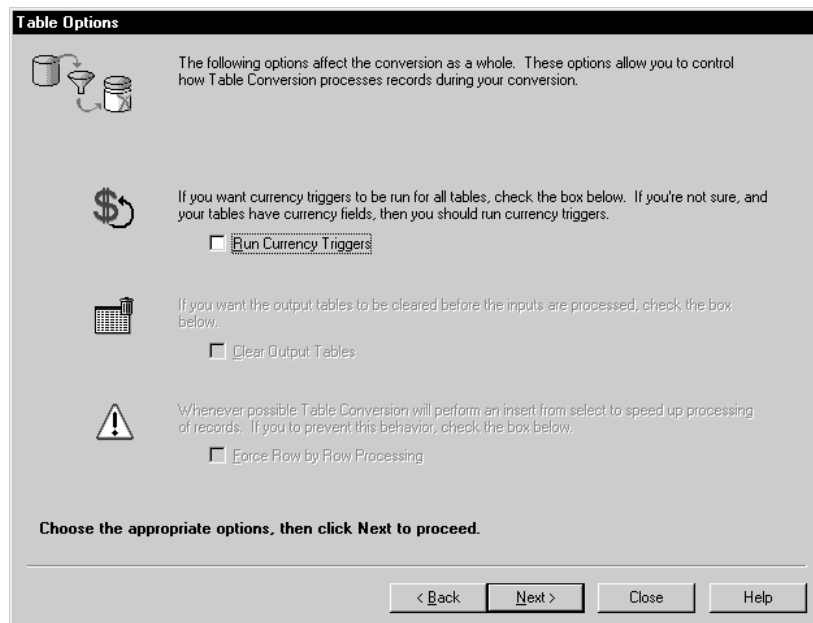 Table Options
The following options affect the conversion as a whole. These options allow you to control
how Table Conversion processes records during your conversion.
If you want currency triggers to be run for all tables, check the box below. If you're not sure, and
your tables have currency fields, then you should run currency triggers.
Run Currency Triggers
If you want the output tables to be cleared before the inputs are processed, check the box
below.
Clear Output Tables
Whenever possible Table Conversion will perform an insert from select to speed up processing
of records. If you to prevent this behavior, check the box below.
Force Row by Row Processing
Choose the appropriate options, then click Next to proceed.
< Back Next > Close Help